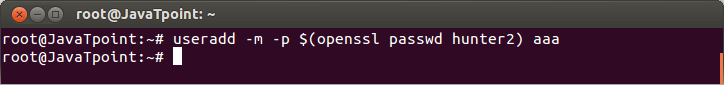 root@JavaTpoint: ~
root@JavaTpoint:~# useradd -m -p $(openssl passwd hunter2) aaa
root@JavaTpoint:~#